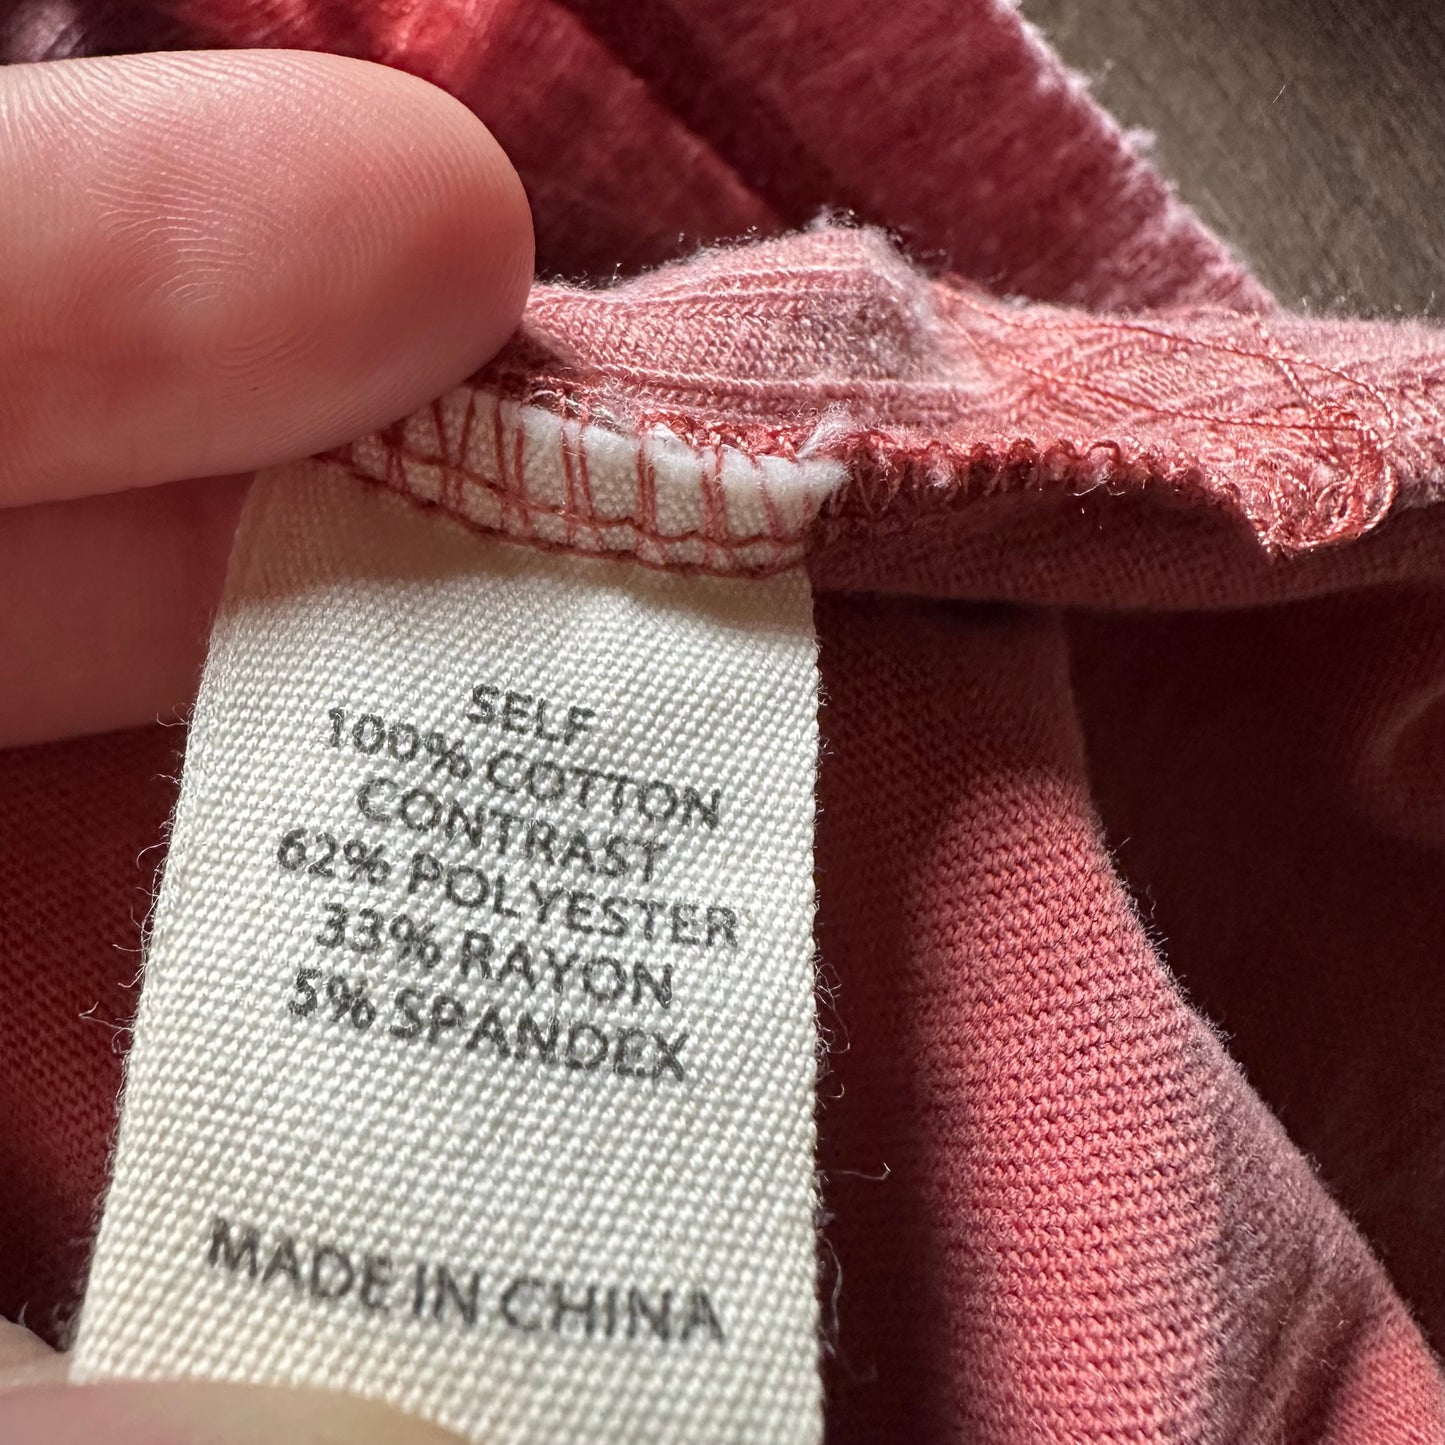 SELF
100% COTTON
CONTRAST
62% POLYESTER
33% RAYON
5% SPANDEX
MADE IN CHINA